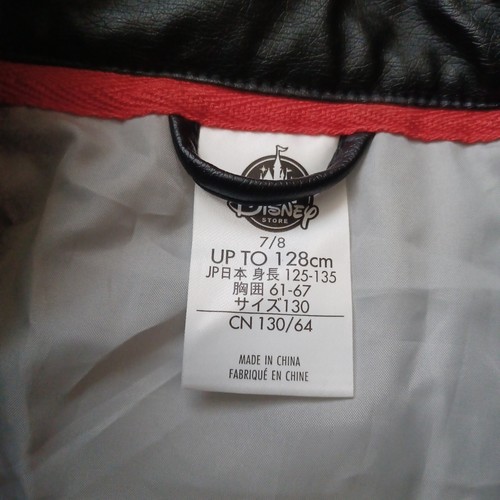 DISNEY
STORE
7/8
UP TO 128cm
JP日本 身長 125-135
胸囲 61-67
サイズ130
CN 130/64
MADE IN CHINA
FABRIQUÉ EN CHINE